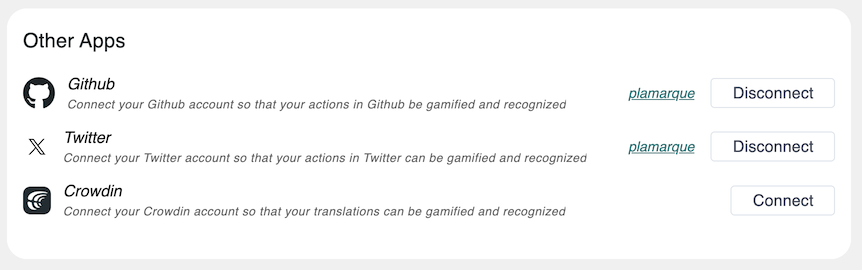 Other Apps
Github
Connect your Github account so that your actions in Github be gamified and recognized
plamarque
Disconnect
Twitter
Connect your Twitter account so that your actions in Twitter can be gamified and recognized
plamarque
Disconnect
Crowdin
Connect your Crowdin account so that your translations can be gamified and recognized
Connect